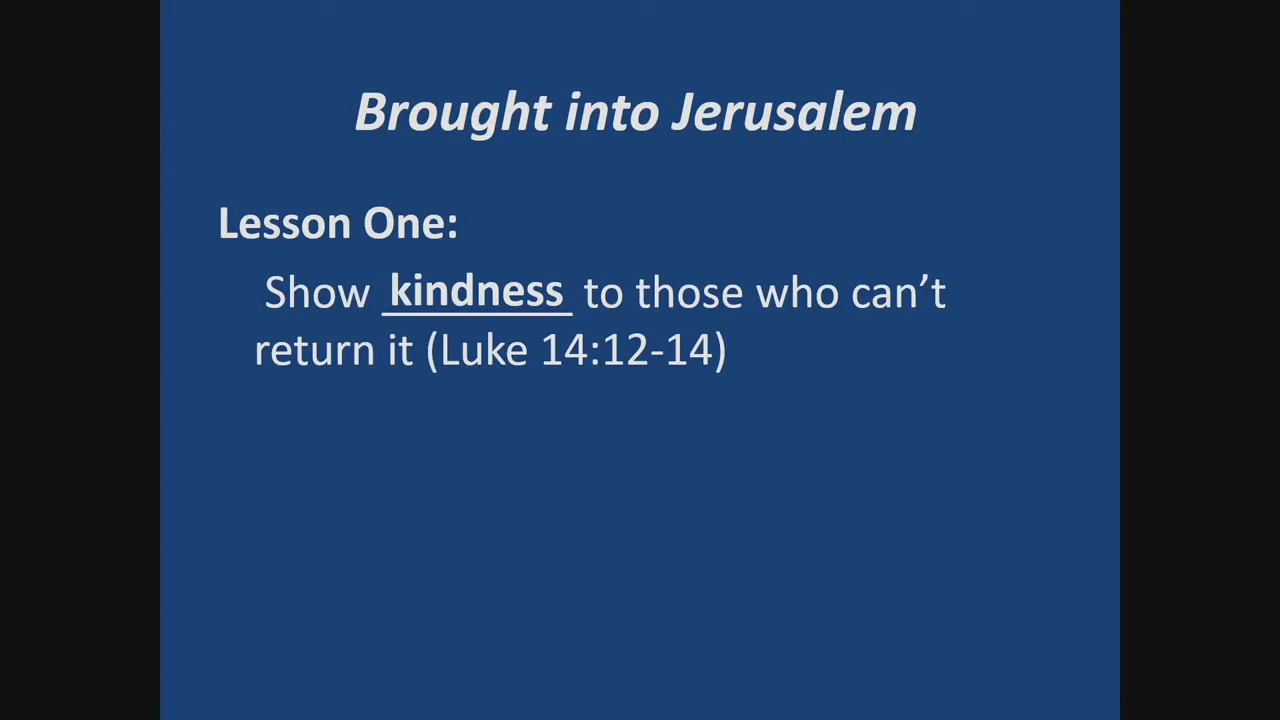 Brought into Jerusalem
Lesson One:
Show kindness to those who can’t
return it (Luke 14:12-14)